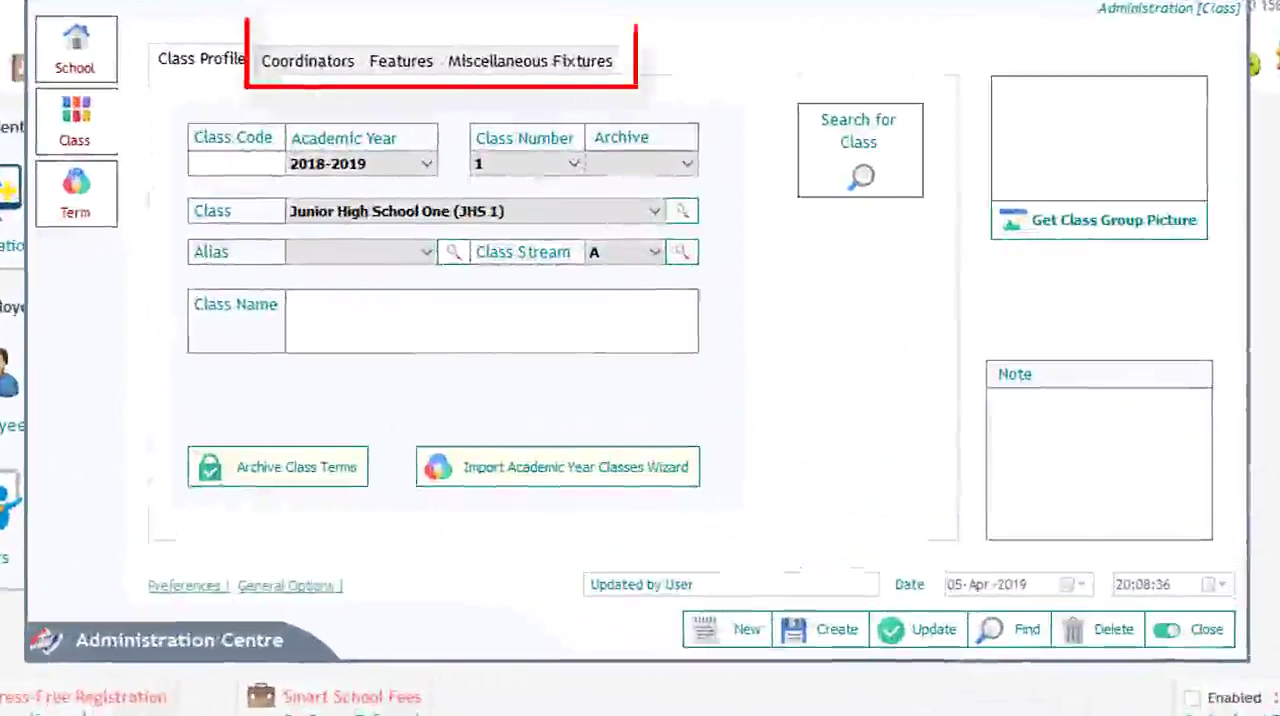 Administration [Class]
School
Class
Term
Class Profile
Coordinators
Features
Miscellaneous Fixtures
Class Code
Academic Year
2018-2019
Class Number
Archive
1
Search for
Class
Get Class Group Picture
Class
Junior High School One (JHS 1)
Alias
Class Stream
A
Class Name
Note
Archive Class Terms
Import Academic Year Classes Wizard
Preferences |
General Options |
Updated by User
Date
05-Apr-2019
20:08:36
New
Create
Update
Find
Delete
Close
Administration Centre
ress-Free Registration
Smart School Fees
Enabled